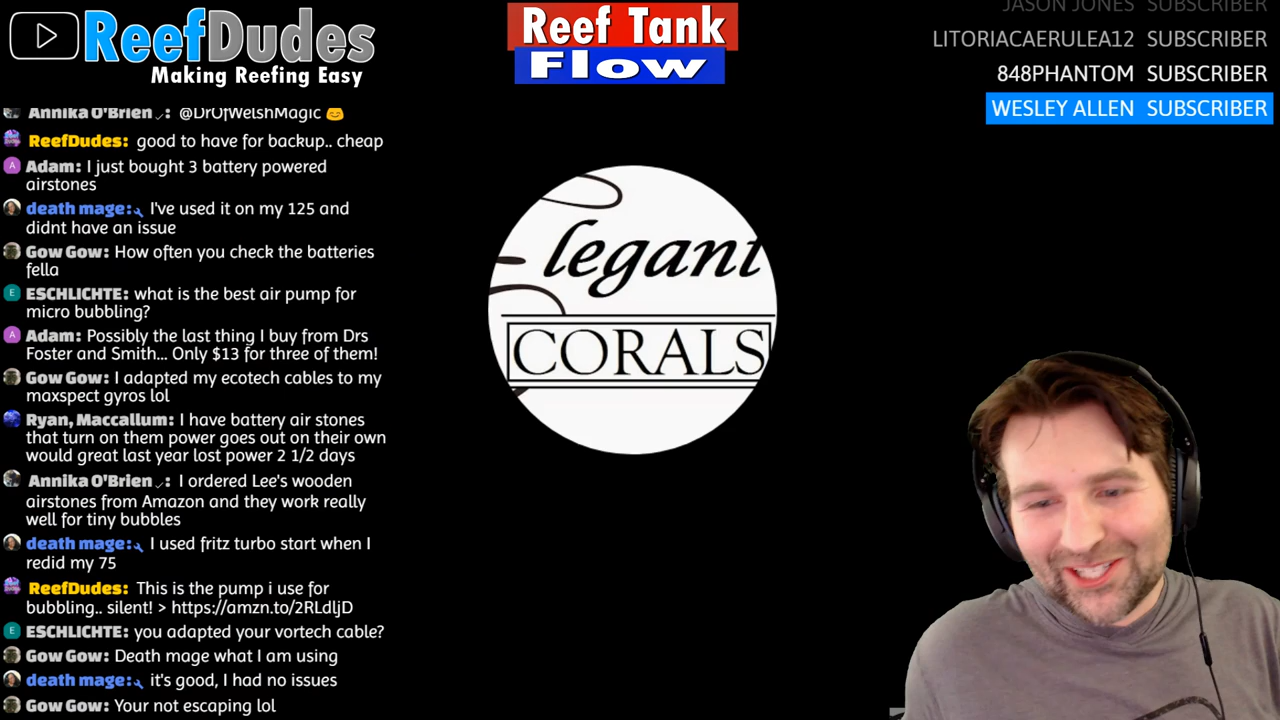 ReefDudes
Making Reefing Easy
Reef Tank
Flow
JASON JONES SUBSCRIBER
LITORIACAERULEA12 SUBSCRIBER
848PHANTOM SUBSCRIBER
WESLEY ALLEN SUBSCRIBER
Annika O'Brien: @DrOfWelshMagic 😊
ReefDudes: good to have for backup.. cheap
A Adam: I just bought 3 battery powered
airstones
death mage: I've used it on my 125 and
didnt have an issue
Gow Gow: How often you check the batteries
fella
E ESCHLICHTE: what is the best air pump for
micro bubbling?
A Adam: Possibly the last thing I buy from Drs
Foster and Smith... Only $13 for three of them!
Gow Gow: I adapted my ecotech cables to my
maxspect gyros lol
Ryan, Maccallum: I have battery air stones
that turn on them power goes out on their own
would great last year lost power 2 1/2 days
Annika O'Brien: I ordered Lee's wooden
airstones from Amazon and they work really
well for tiny bubbles
death mage: I used fritz turbo start when I
redid my 75
ReefDudes: This is the pump i use for
bubbling.. silent! > https://amzn.to/2RLdljD
E ESCHLICHTE: you adapted your vortech cable?
Gow Gow: Death mage what I am using
death mage: it's good, I had no issues
Gow Gow: Your not escaping lol
legant
CORALS